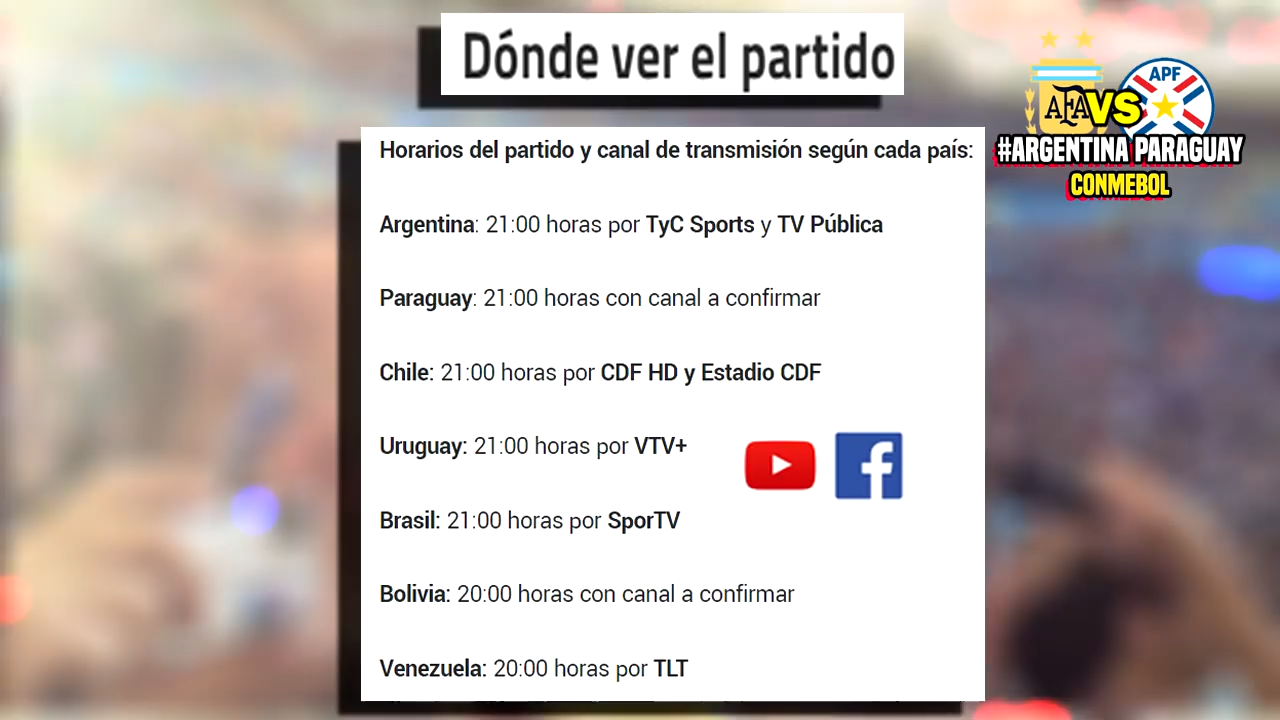 Dónde ver el partido
APF
AFA
VS
#ARGENTINA PARAGUAY
CONMEBOL
Horarios del partido y canal de transmisión según cada país:
Argentina: 21:00 horas por TyC Sports y TV Pública
Paraguay: 21:00 horas con canal a confirmar
Chile: 21:00 horas por CDF HD y Estadio CDF
Uruguay: 21:00 horas por VTV+
Brasil: 21:00 horas por SporTV
Bolivia: 20:00 horas con canal a confirmar
Venezuela: 20:00 horas por TLT